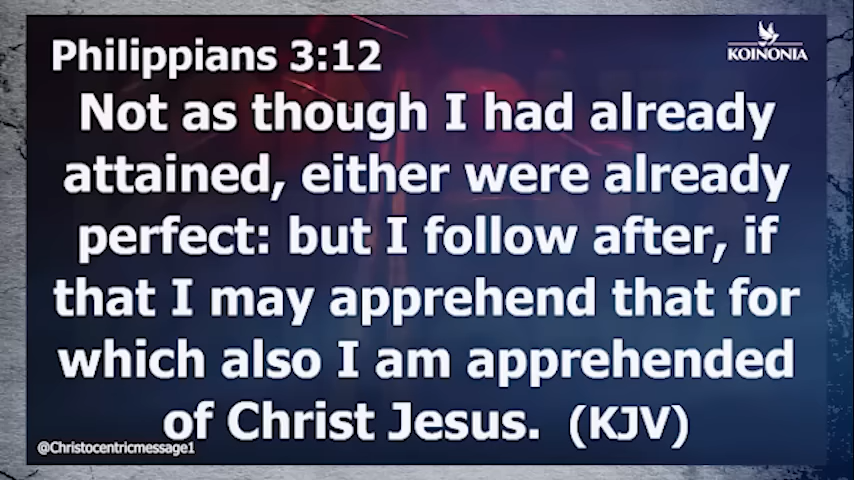 Philippians 3:12
KOINONIA
Not as though I had already
attained, either were already
perfect: but I follow after, if
that I may apprehend that for
which also I am apprehended
of Christ Jesus. (KJV)
@Christocentricmessage1